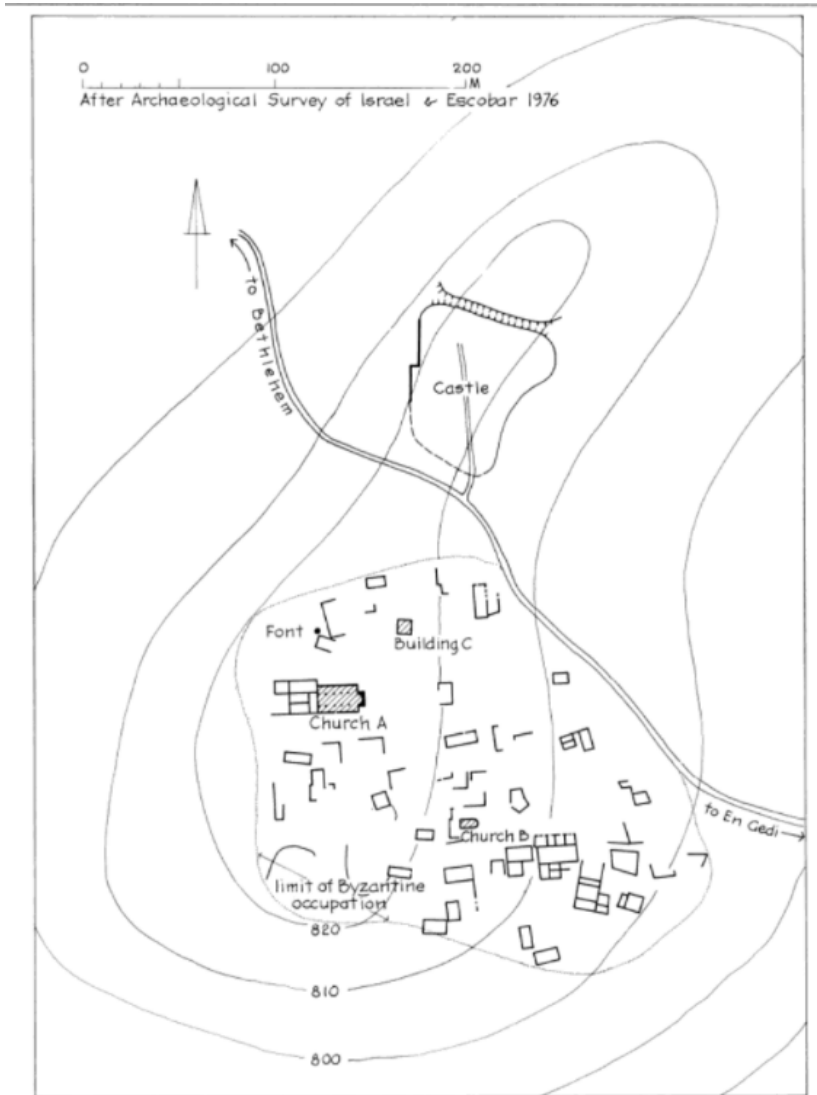 0 100 200
M
After Archaeological Survey of Israel & Escobar 1976
to Bethlehem
Castle
Font
Building C
Church A
to En Gedi
Church B
limit of Byzantine
occupation
820
810
800